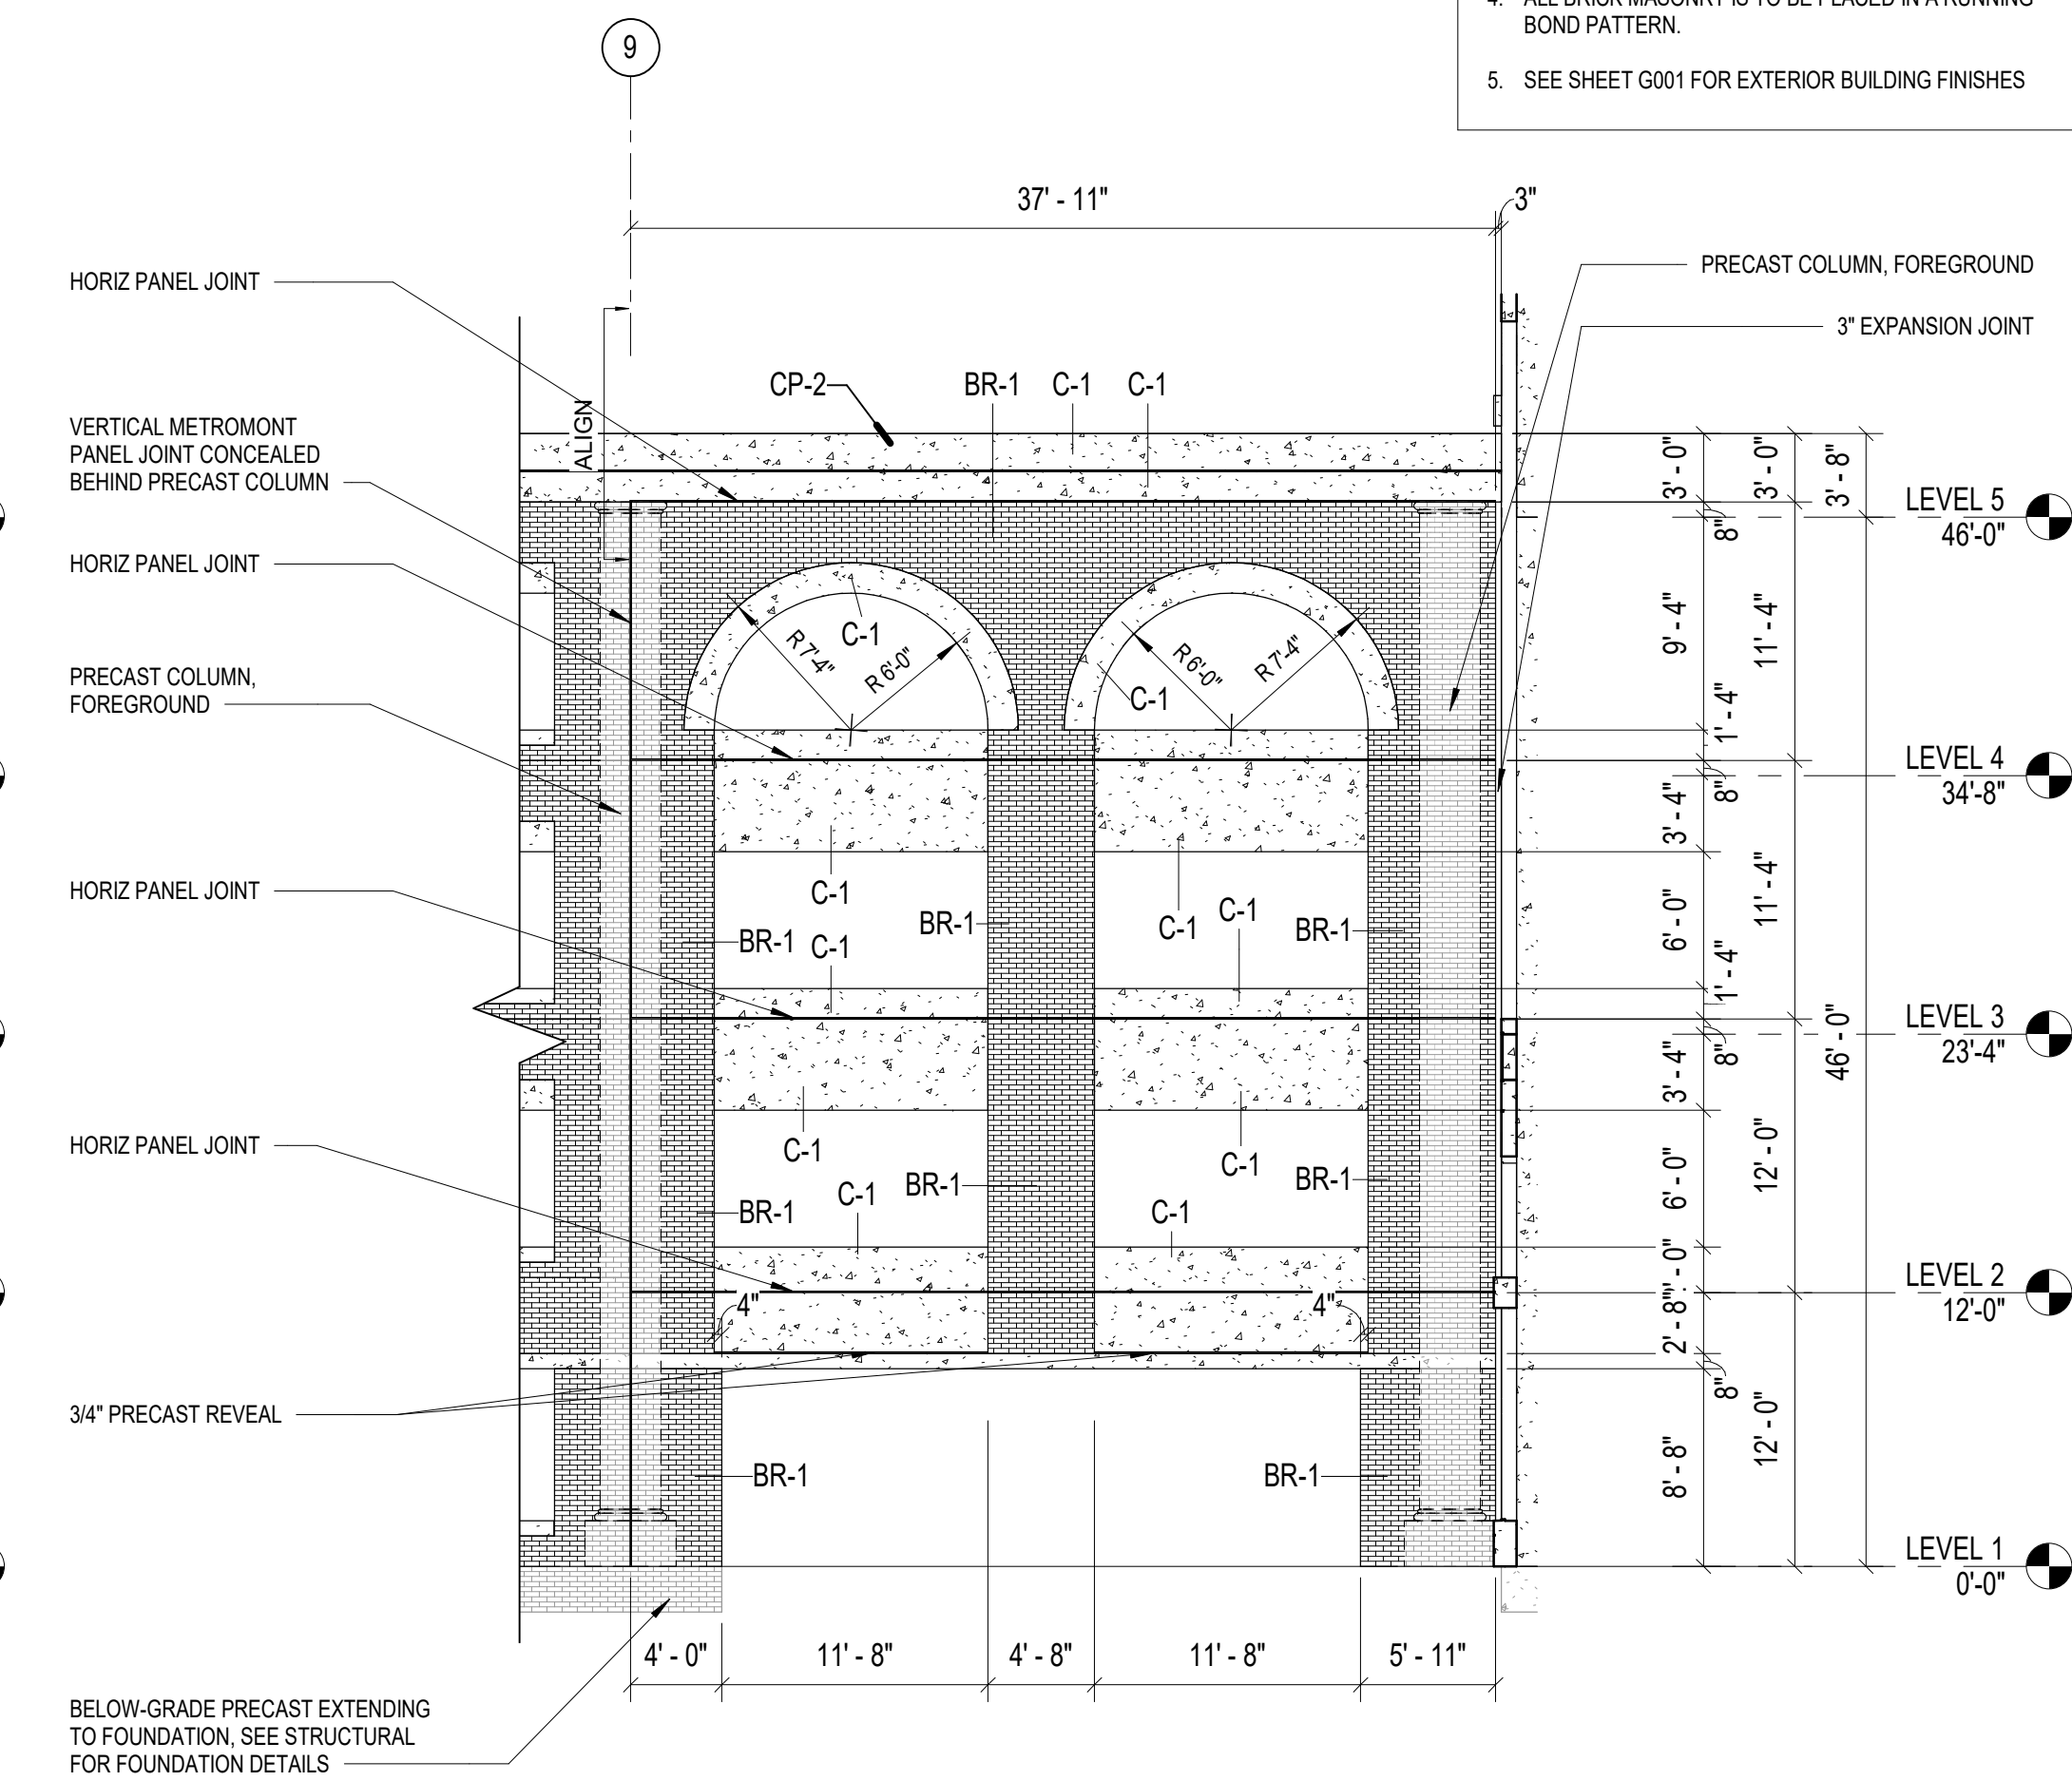 4. ALL BRICK MASONRY IS TO BE PLACED IN A RUNNING
BOND PATTERN.
5. SEE SHEET G001 FOR EXTERIOR BUILDING FINISHES
9
37' - 11"
3"
HORIZ PANEL JOINT
PRECAST COLUMN, FOREGROUND
3" EXPANSION JOINT
CP-2
BR-1
C-1
C-1
ALIGN
VERTICAL METROMONT
PANEL JOINT CONCEALED
BEHIND PRECAST COLUMN
3' - 0"
3' - 0"
3' - 8"
LEVEL 5
46'-0"
8"
HORIZ PANEL JOINT
C-1
R 7'-4"
R 6'-0"
R 6'-0"
R 7'-4"
C-1
9' - 4"
11' - 4"
PRECAST COLUMN,
FOREGROUND
1' - 4"
LEVEL 4
34'-8"
8"
3' - 4"
HORIZ PANEL JOINT
C-1
BR-1
C-1
C-1
BR-1
BR-1
C-1
6' - 0"
11' - 4"
1' - 4"
LEVEL 3
23'-4"
8"
3' - 4"
46' - 0"
HORIZ PANEL JOINT
C-1
C-1
BR-1
BR-1
C-1
BR-1
C-1
6' - 0"
12' - 0"
4"
4"
2' - 0"
LEVEL 2
12'-0"
2' - 8"
8"
3/4" PRECAST REVEAL
BR-1
BR-1
8' - 8"
12' - 0"
LEVEL 1
0'-0"
4' - 0"
11' - 8"
4' - 8"
11' - 8"
5' - 11"
BELOW-GRADE PRECAST EXTENDING
TO FOUNDATION, SEE STRUCTURAL
FOR FOUNDATION DETAILS